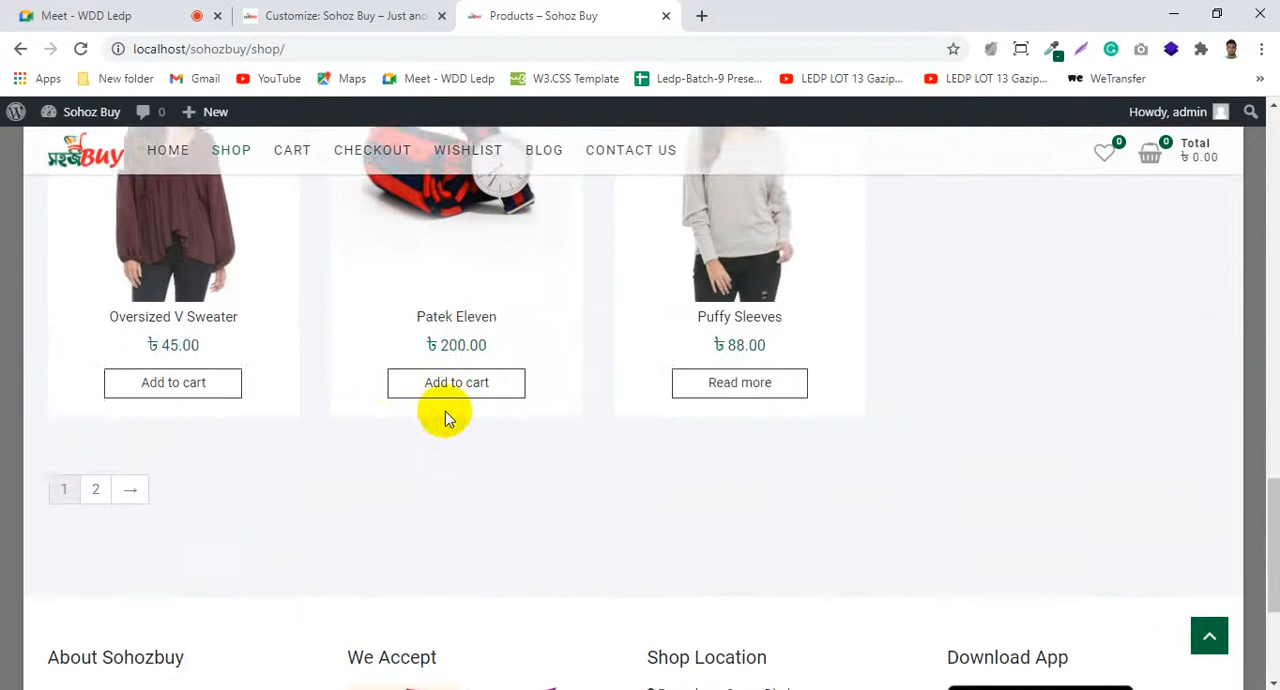 Meet - WDD Ledp
Customize: Sohoz Buy – Just ano
Products – Sohoz Buy
localhost/sohozbuy/shop/
Apps
New folder
Gmail
YouTube
Maps
Meet - WDD Ledp
W3.CSS Template
Ledp-Batch-9 Prese...
LEDP LOT 13 Gazip...
LEDP LOT 13 Gazip...
WeTransfer
»
Sohoz Buy
0
New
Howdy, admin
সহজ BUY
HOME
SHOP
CART
CHECKOUT
WISHLIST
BLOG
CONTACT US
0
0
Total
৳ 0.00
Oversized V Sweater
৳ 45.00
Add to cart
Patek Eleven
৳ 200.00
Add to cart
Puffy Sleeves
৳ 88.00
Read more
1
2
→
About Sohozbuy
We Accept
Shop Location
Download App